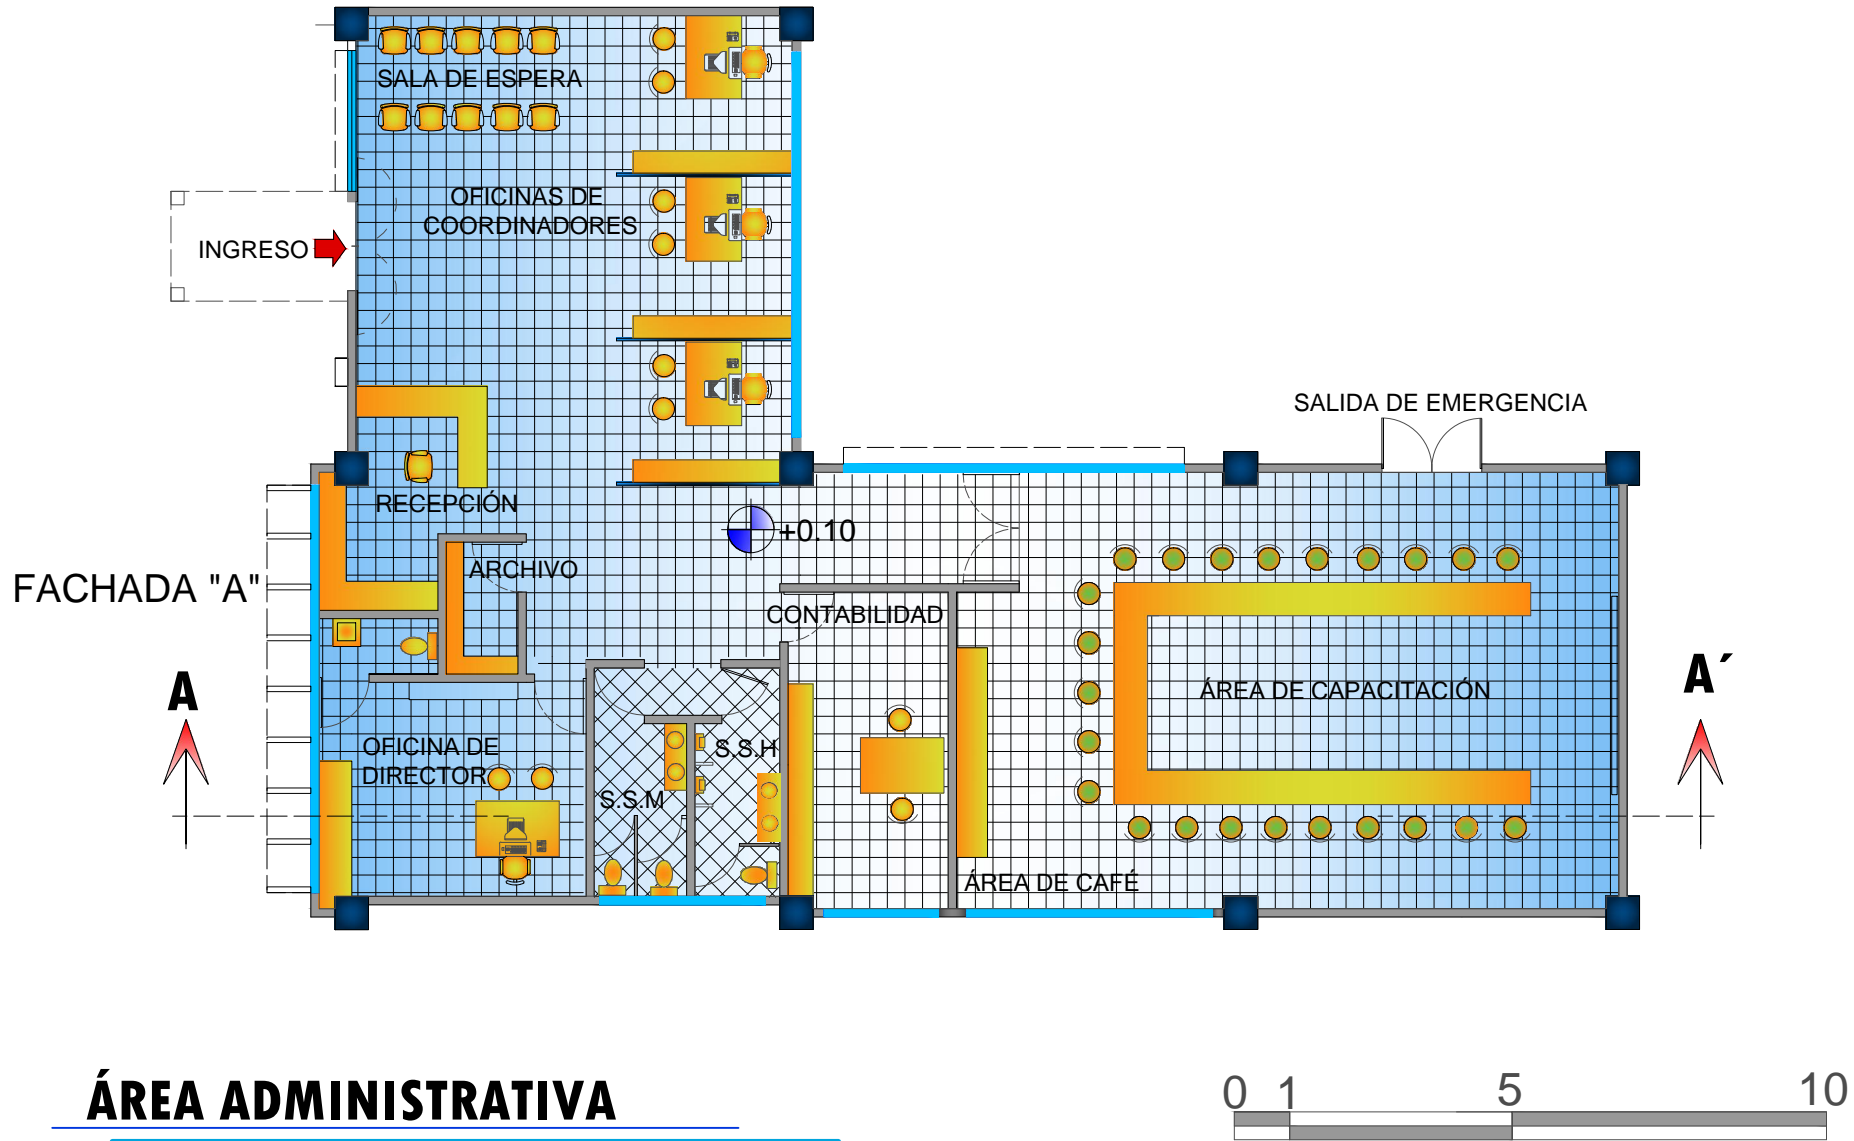 SALA DE ESPERA
OFICINAS DE
COORDINADORES
INGRESO
SALIDA DE EMERGENCIA
RECEPCIÓN
+0.10
ARCHIVO
FACHADA "A"
CONTABILIDAD
A
A´
ÁREA DE CAPACITACIÓN
OFICINA DE
DIRECTOR
S.S.H
S.S.M
ÁREA DE CAFÉ
ÁREA ADMINISTRATIVA
0 1 5 10